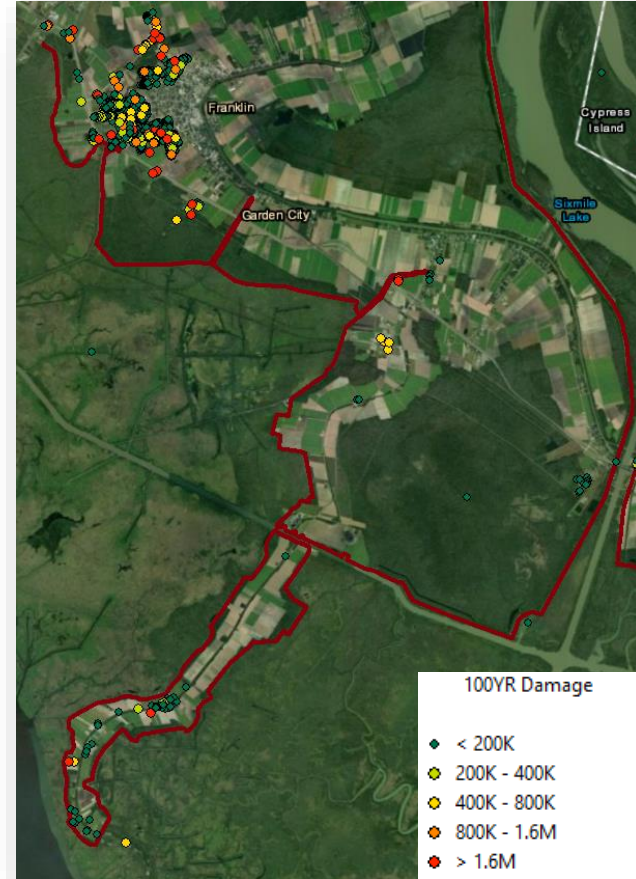 Franklin
Cypress
Island
Sixmile
Lake
Garden City
100YR Damage
< 200K
200K - 400K
400K - 800K
800K - 1.6M
> 1.6M